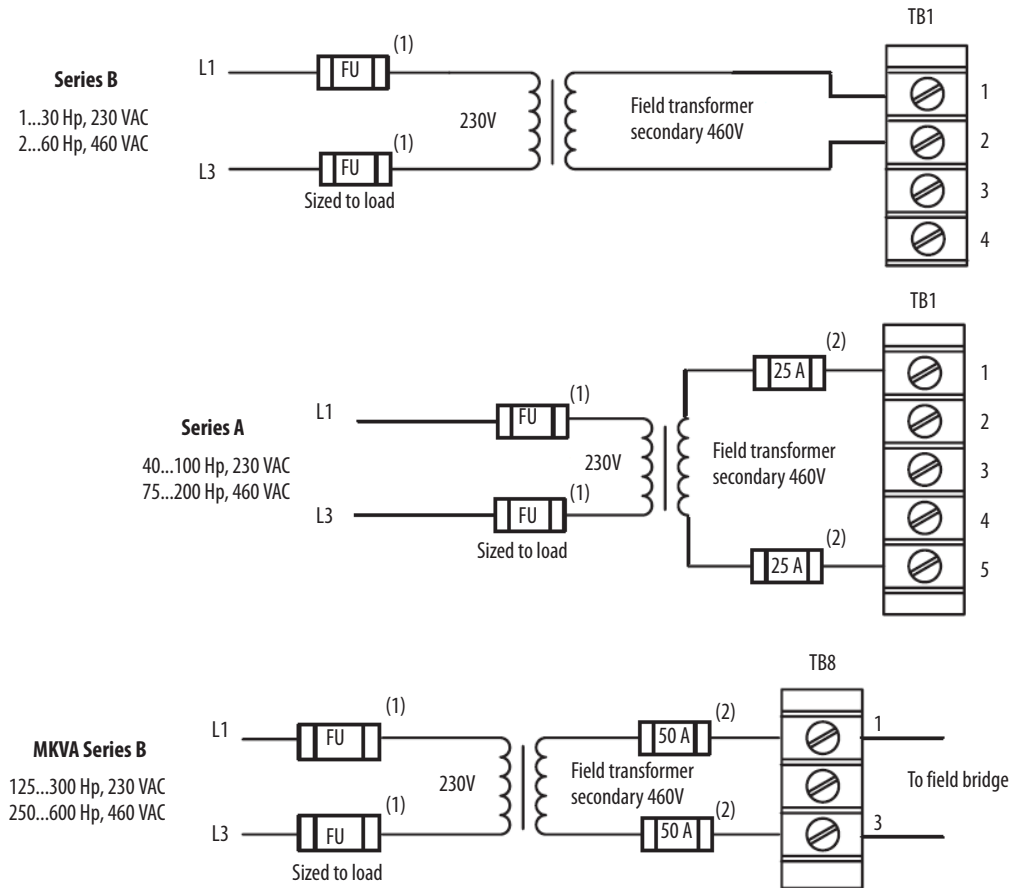 TB1
Series B
1...30 Hp, 230 VAC
2...60 Hp, 460 VAC
L1
FU
(1)
L3
FU
(1)
Sized to load
230V
Field transformer
secondary 460V
1
2
3
4
TB1
Series A
40...100 Hp, 230 VAC
75...200 Hp, 460 VAC
L1
FU
(1)
L3
FU
(1)
Sized to load
230V
Field transformer
secondary 460V
25 A
(2)
25 A
(2)
1
2
3
4
5
TB8
MKVA Series B
125...300 Hp, 230 VAC
250...600 Hp, 460 VAC
L1
FU
(1)
L3
FU
(1)
Sized to load
230V
Field transformer
secondary 460V
50 A
(2)
50 A
(2)
1
3
To field bridge